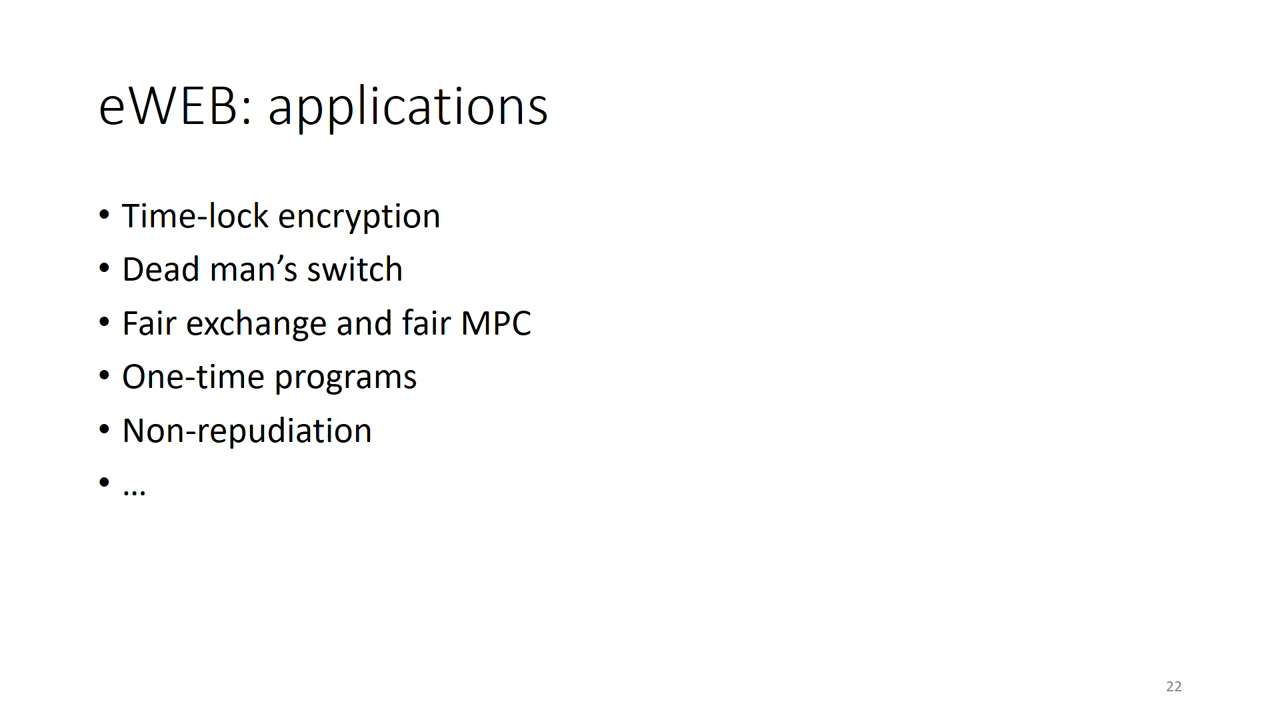 eWEB: applications
• Time-lock encryption
• Dead man’s switch
• Fair exchange and fair MPC
• One-time programs
• Non-repudiation
• …
22